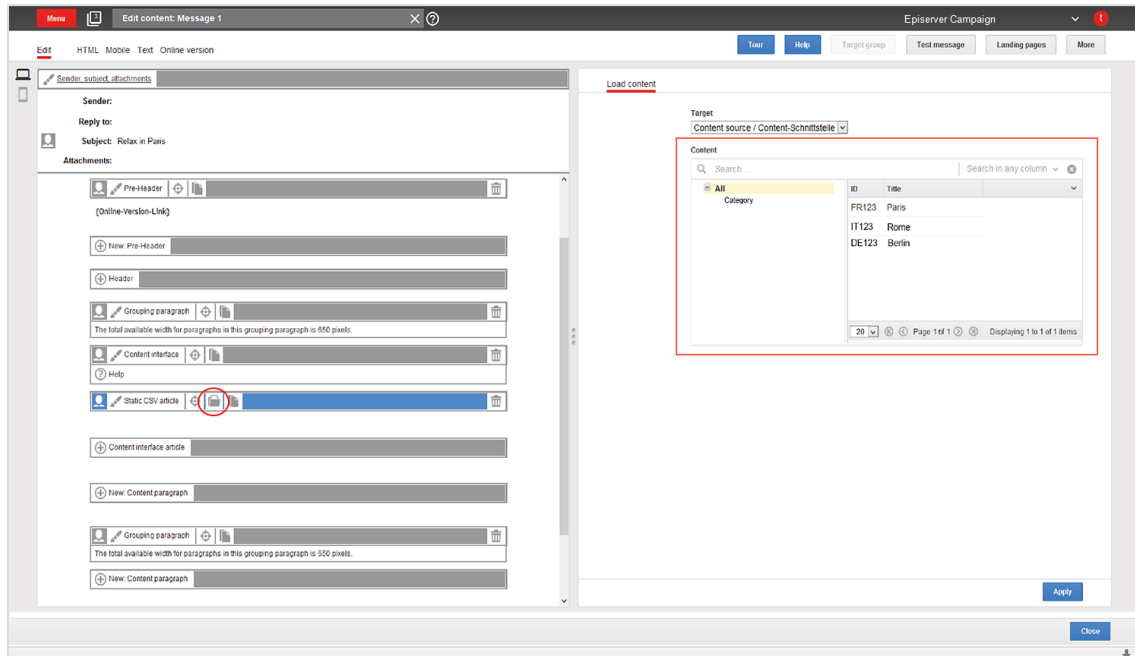 Menu
3
Edit content: Message 1
Episerver Campaign
t
Edit HTML Mobile Text Online version
Tour Help Target group Test message Landing pages More
Sender, subject, attachments
Sender:
Reply to:
Subject: Relax in Paris
Attachments:
Pre-Header
{Online-Version-Link}
New: Pre-Header
Header
Grouping paragraph
The total available width for paragraphs in this grouping paragraph is 650 pixels.
Content interface
? Help
Static CSV article
Content interface article
New: Content paragraph
Grouping paragraph
The total available width for paragraphs in this grouping paragraph is 650 pixels.
New: Content paragraph
Load content
Target
Content source / Content-Schnittstelle
Content
Search ...
Search in any column
All
Category
ID Title
FR123 Paris
IT123 Rome
DE123 Berlin
20 Page 1 of 1 Displaying 1 to 1 of 1 items
Apply
Close